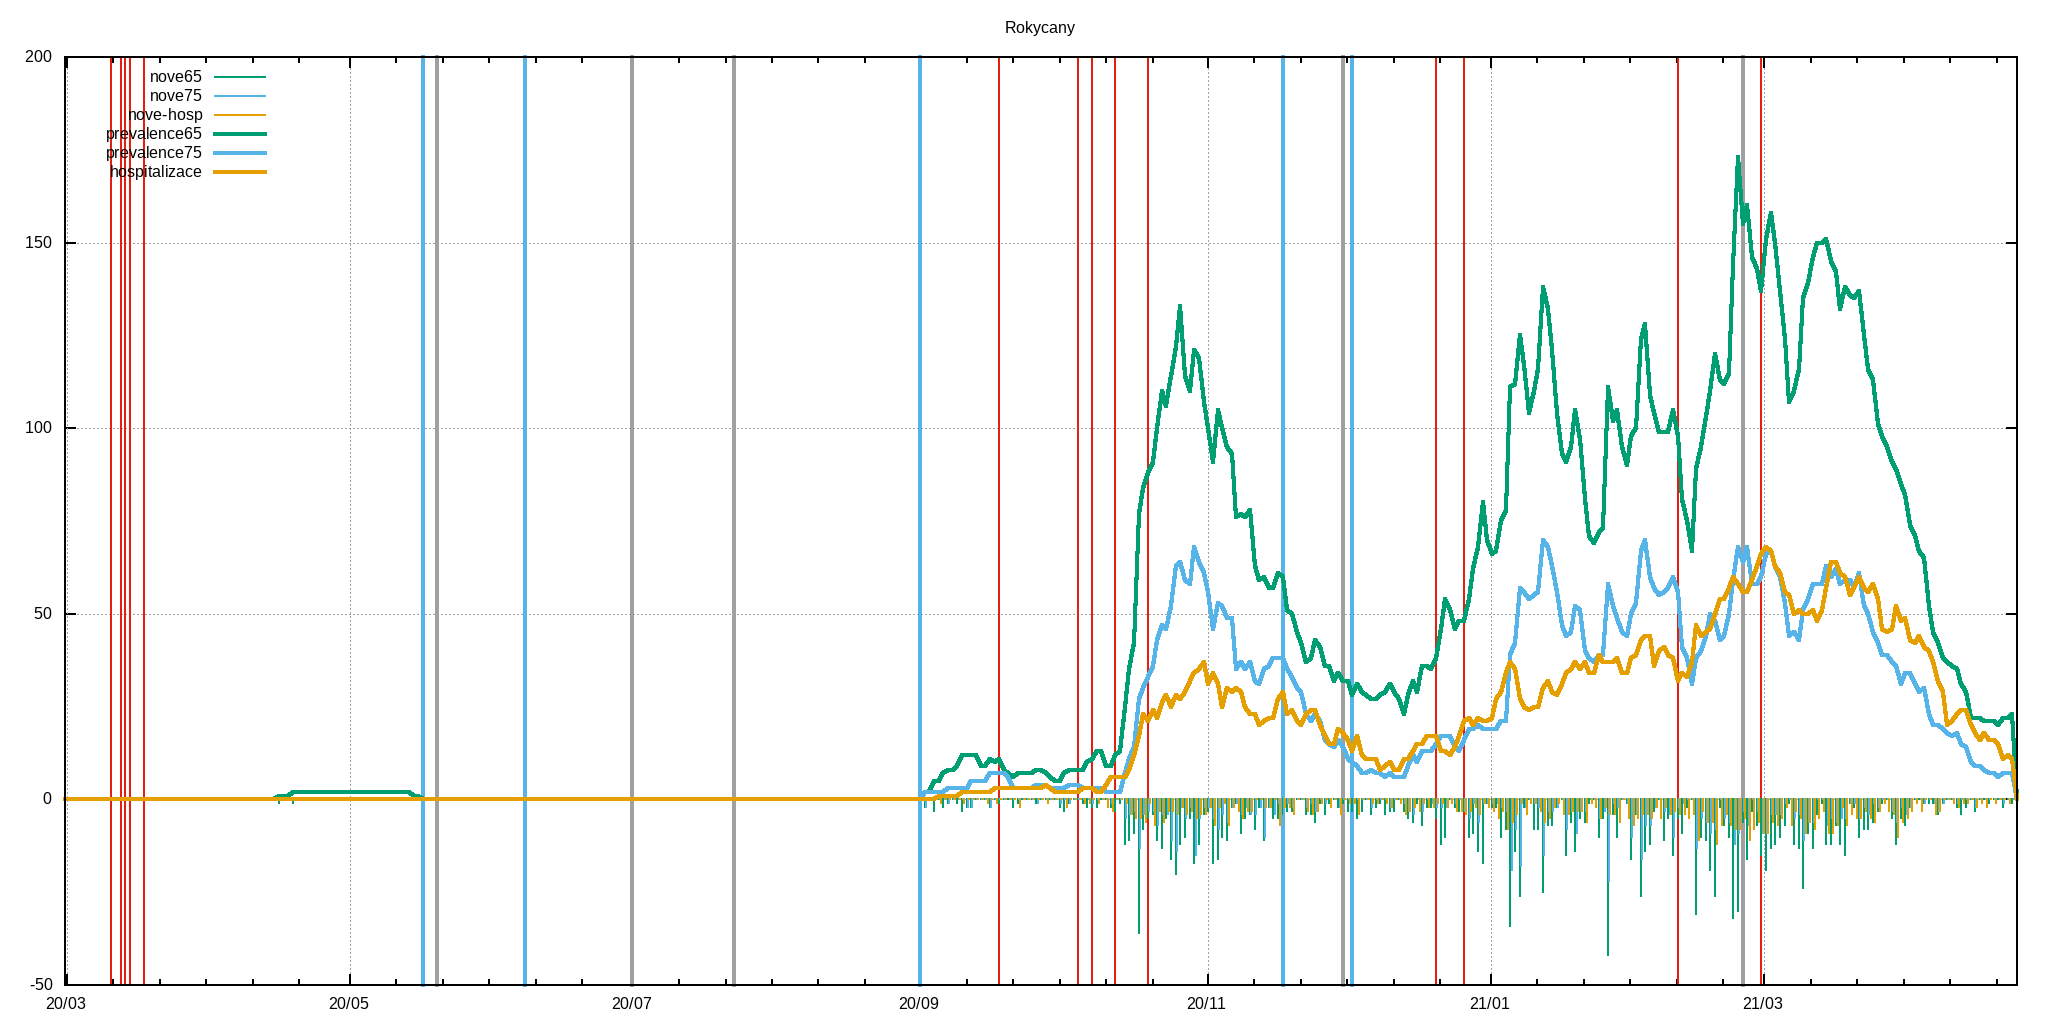 Rokycany
200
nove65
nove75
nove-hosp
prevalence65
prevalence75
hospitalizace
150
100
50
0
-50
20/03 20/05 20/07 20/09 20/11 21/01 21/03